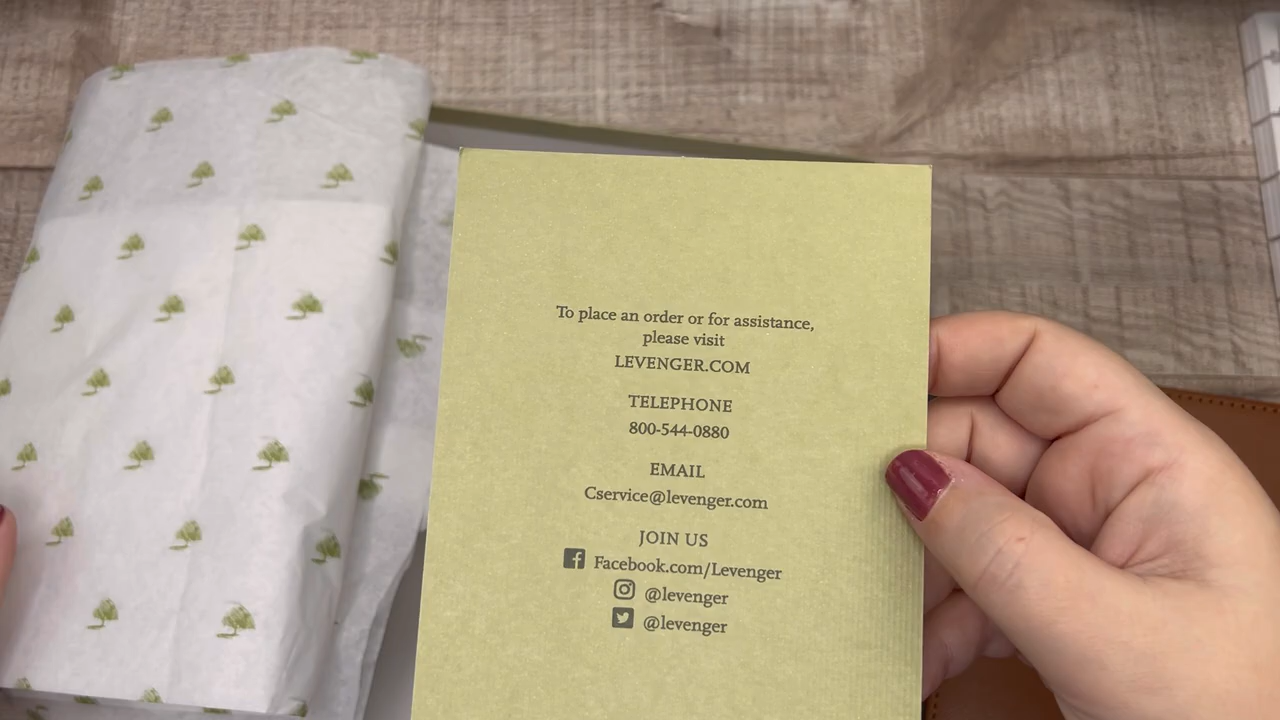 To place an order or for assistance,
please visit
LEVENGER.COM
TELEPHONE
800-544-0880
EMAIL
Cservice@levenger.com
JOIN US
Facebook.com/Levenger
@levenger
@levenger